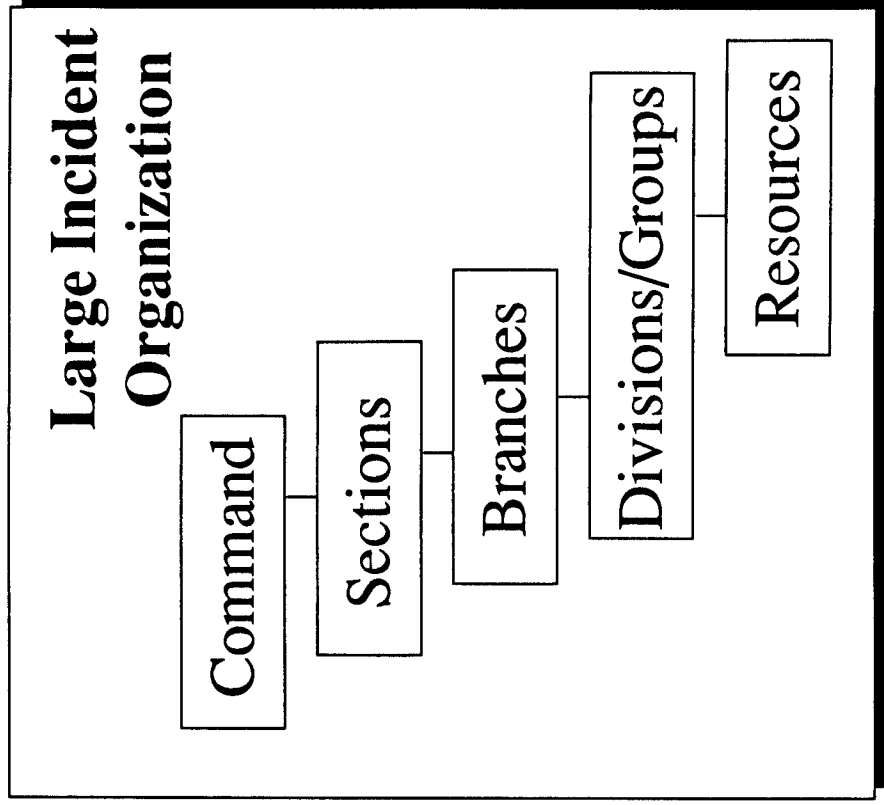 Large Incident
Organization
Command
Sections
Branches
Divisions/Groups
Resources